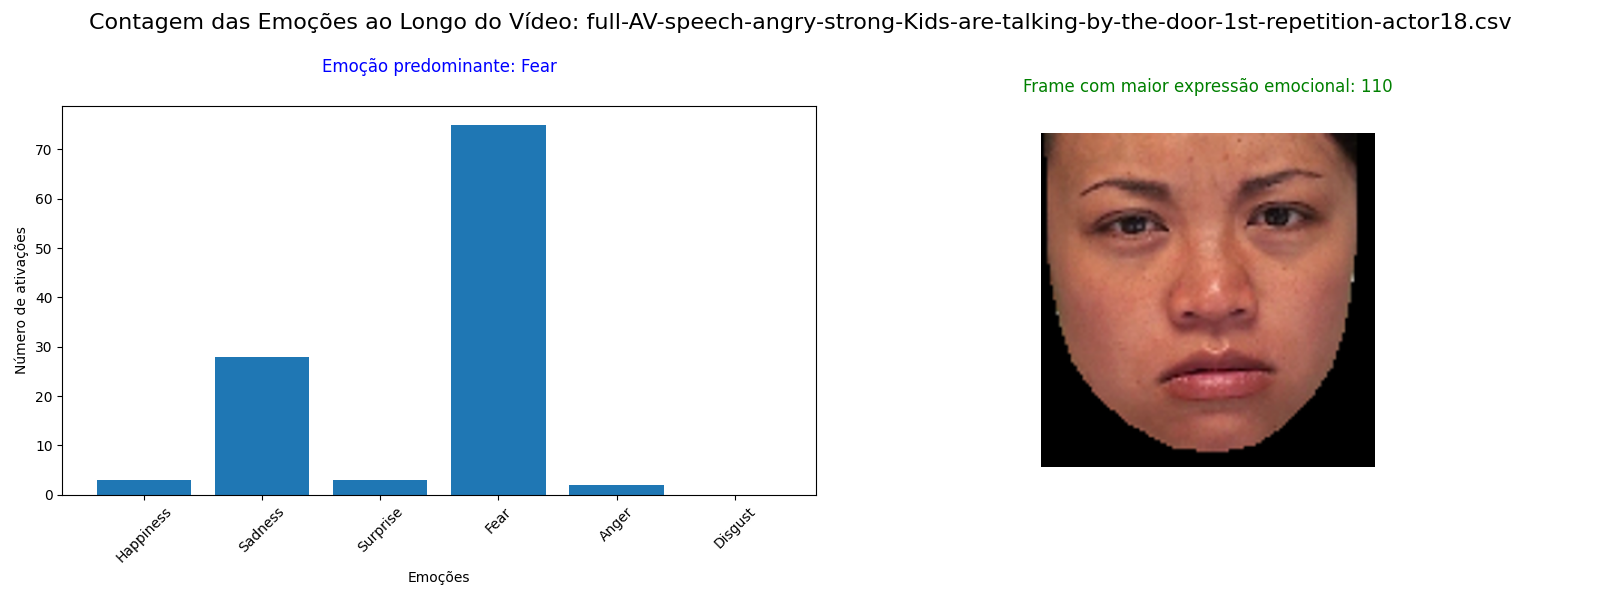 Contagem das Emoções ao Longo do Vídeo: full-AV-speech-angry-strong-Kids-are-talking-by-the-door-1st-repetition-actor18.csv
Emoção predominante: Fear
Número de ativações
70
60
50
40
30
20
10
0
Happiness
Sadness
Surprise
Fear
Anger
Disgust
Emoções
Frame com maior expressão emocional: 110